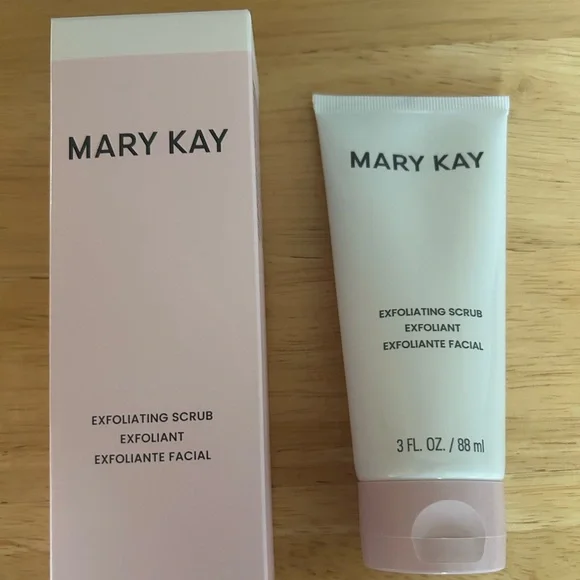 MARY KAY
EXFOLIATING SCRUB
EXFOLIANT
EXFOLIANTE FACIAL
MARY KAY
EXFOLIATING SCRUB
EXFOLIANT
EXFOLIANTE FACIAL
3 FL. OZ. / 88 ml